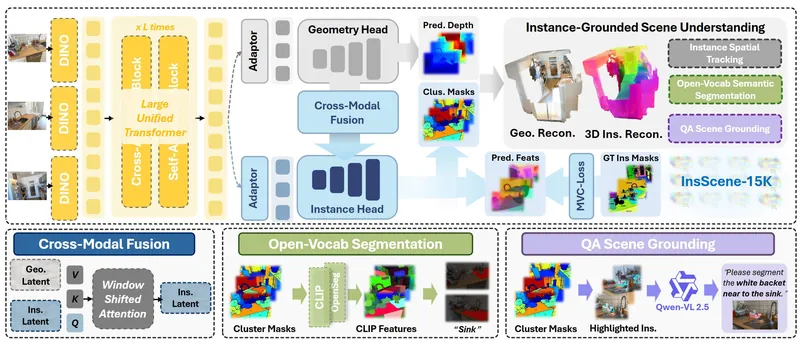 DINO
DINO
DINO
x L times
Cross-
Block
Self-A
Block
Large
Unified
Transformer
Adaptor
Adaptor
Geometry Head
Cross-Modal
Fusion
Instance Head
Pred. Depth
Clus. Masks
Pred. Feats
MVC-Loss
GT Ins Masks
InsScene-15K
Instance-Grounded Scene Understanding
Geo. Recon.
3D Ins. Recon.
Instance Spatial
Tracking
Open-Vocab Semantic
Segmentation
QA Scene Grounding
Cross-Modal Fusion
Geo.
Latent
Ins.
Latent
V
K
Q
Window
Shifted
Attention
Ins.
Latent
Open-Vocab Segmentation
Cluster Masks
CLIP
OpenSeg
CLIP Features
“Sink”
QA Scene Grounding
Cluster Masks
Highlighted Ins.
Qwen-VL 2.5
"Please segment
the white backet
near to the sink. "